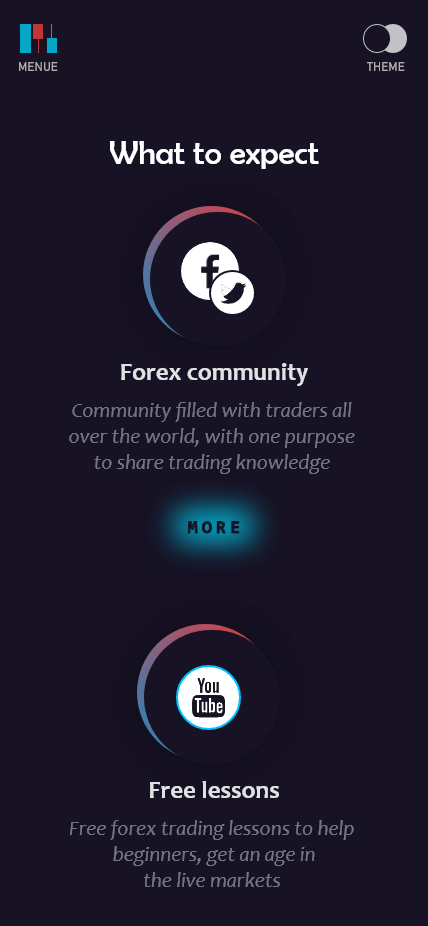 MENUE
THEME
What to expect
f
Forex community
Community filled with traders all
over the world, with one purpose
to share trading knowledge
MORE
You
Tube
Free lessons
Free forex trading lessons to help
beginners, get an age in
the live markets